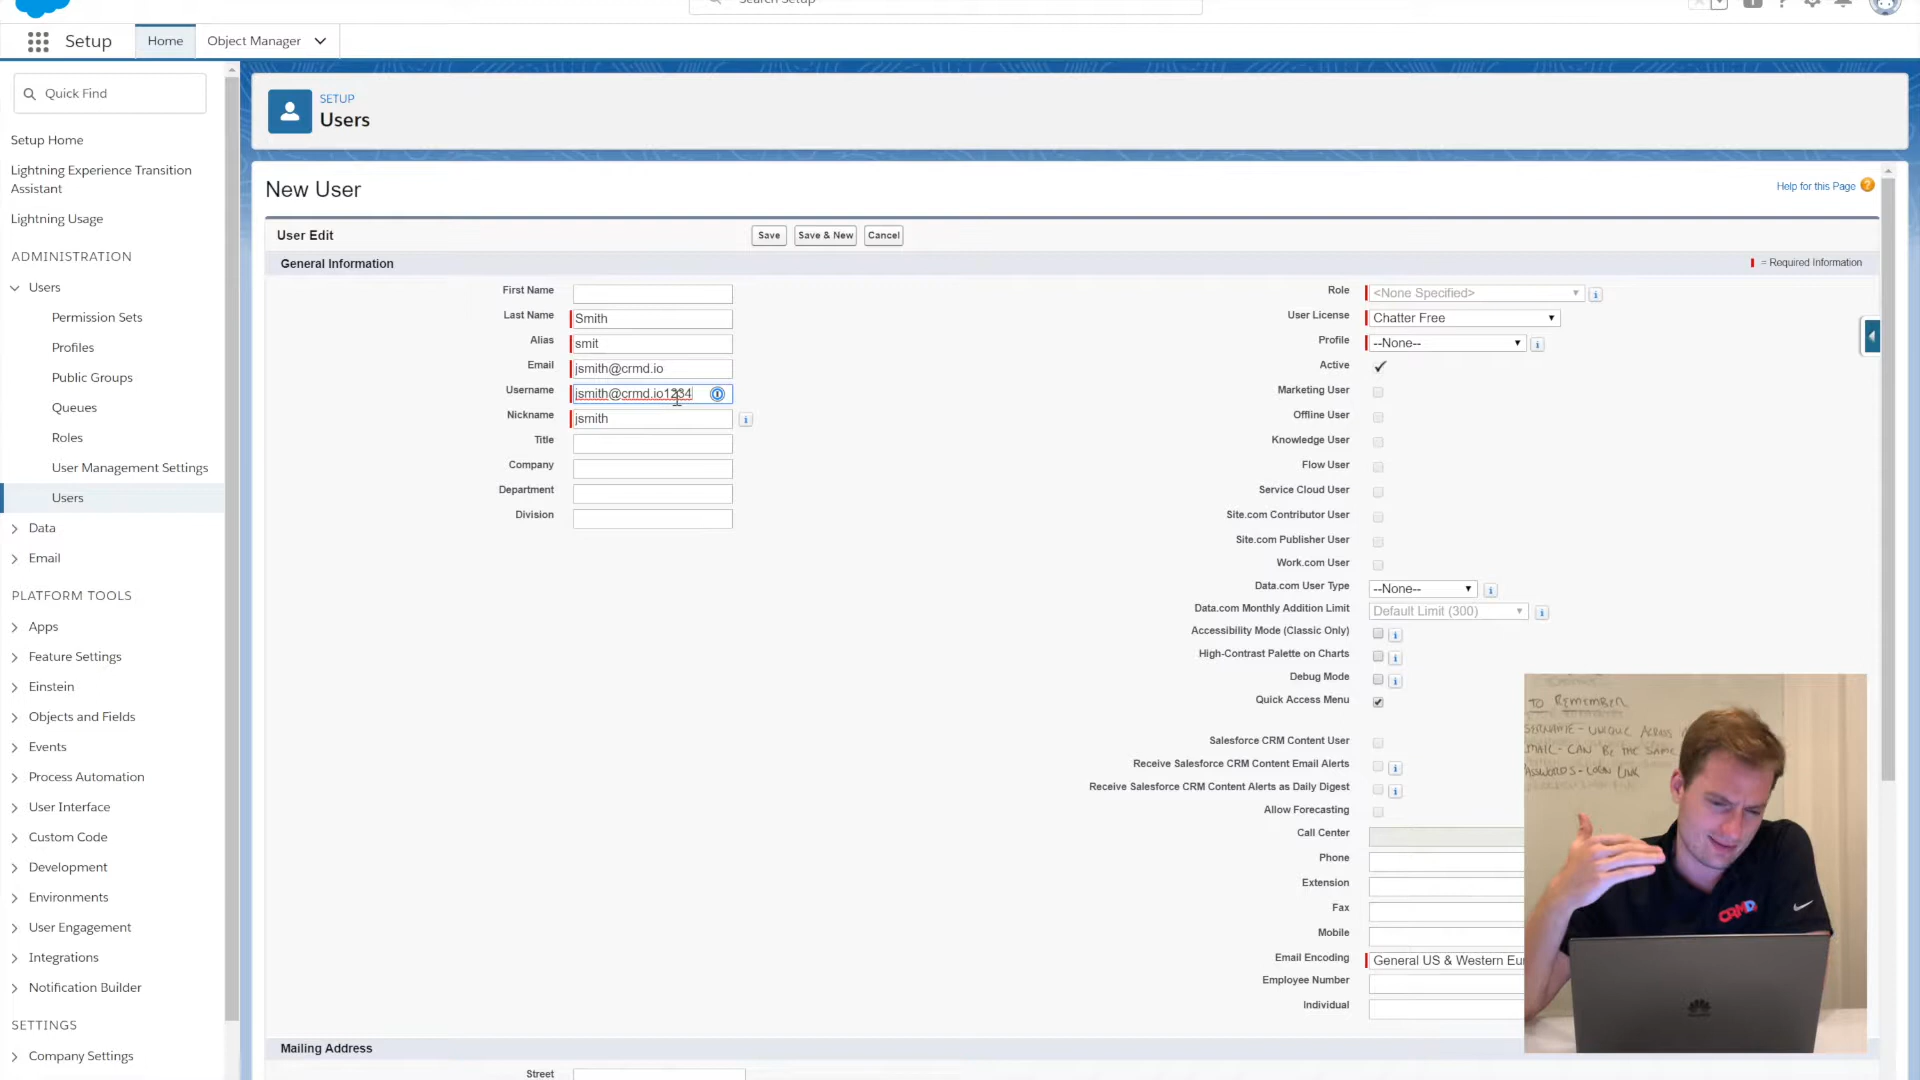 Search Setup
Setup
Home
Object Manager
Quick Find
Setup Home
Lightning Experience Transition
Assistant
Lightning Usage
ADMINISTRATION
Users
Permission Sets
Profiles
Public Groups
Queues
Roles
User Management Settings
Users
Data
Email
PLATFORM TOOLS
Apps
Feature Settings
Einstein
Objects and Fields
Events
Process Automation
User Interface
Custom Code
Development
Environments
User Engagement
Integrations
Notification Builder
SETTINGS
Company Settings
SETUP
Users
New User
Help for this Page
User Edit
Save
Save & New
Cancel
General Information
= Required Information
First Name
Last Name Smith
Alias smit
Email jsmith@crmd.io
Username jsmith@crmd.io1234
Nickname jsmith
Title
Company
Department
Division
Role <None Specified>
User License Chatter Free
Profile --None--
Active
Marketing User
Offline User
Knowledge User
Flow User
Service Cloud User
Site.com Contributor User
Site.com Publisher User
Work.com User
Data.com User Type --None--
Data.com Monthly Addition Limit Default Limit (300)
Accessibility Mode (Classic Only)
High-Contrast Palette on Charts
Debug Mode
Quick Access Menu
Salesforce CRM Content User
Receive Salesforce CRM Content Email Alerts
Receive Salesforce CRM Content Alerts as Daily Digest
Allow Forecasting
Call Center
Phone
Extension
Fax
Mobile
Email Encoding General US & Western Eur
Employee Number
Individual
Mailing Address
Street
TO REMEMBER
SERNAME - UNIQUE ACROSS
MAIL - CAN BE THE SAME
PASSWORDS - LOGIN LINK
CRMD
HUAWEI